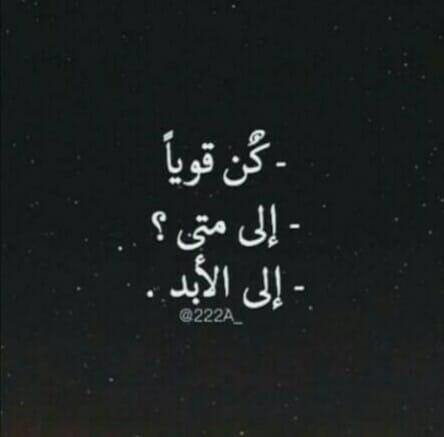 - كُن قوياً
- إلى متى ؟
- إلى الأبد .
@222A_